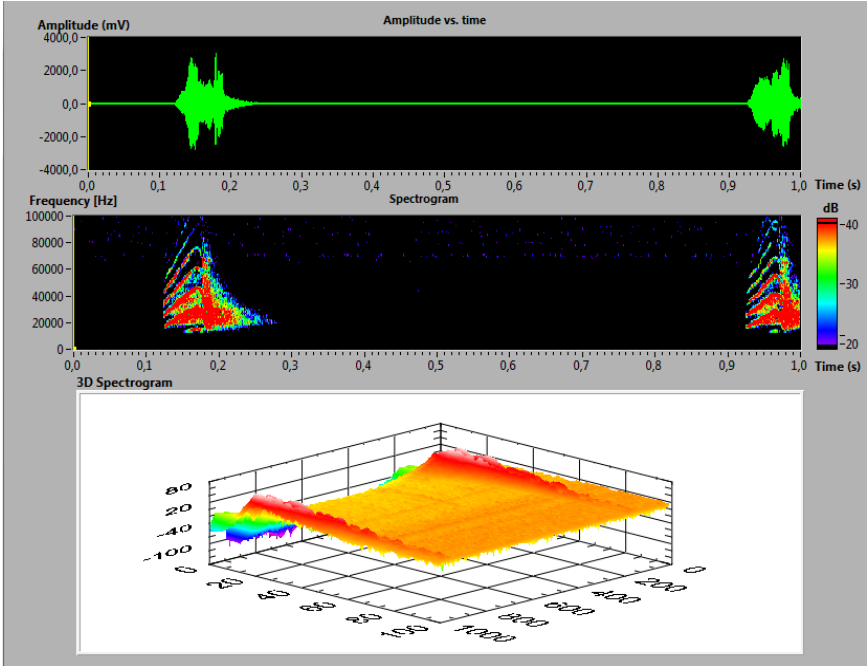 Amplitude vs. time
Amplitude (mV)
4000,0
2000,0
0,0
-2000,0
-4000,0
0,0 0,1 0,2 0,3 0,4 0,5 0,6 0,7 0,8 0,9 1,0 Time (s)
Frequency [Hz] Spectrogram
dB
100000
80000
60000
40000
20000
0
-40
-30
-20
0,0 0,1 0,2 0,3 0,4 0,5 0,6 0,7 0,8 0,9 1,0 Time (s)
3D Spectrogram
80
20
-40
-100
0 20 40 60 80 100
1000 800 600 400 200 0